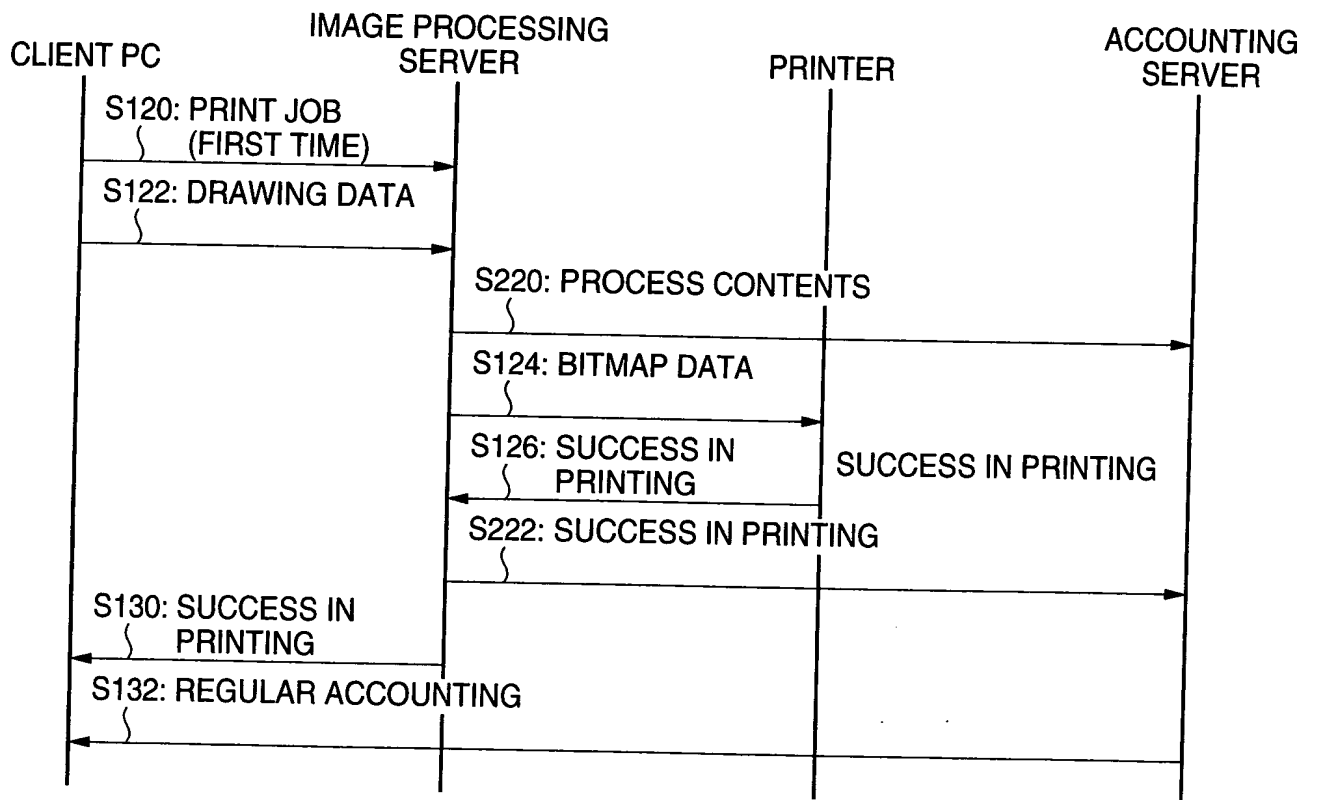 CLIENT PC
IMAGE PROCESSING
SERVER
PRINTER
ACCOUNTING
SERVER
S120: PRINT JOB
(FIRST TIME)
S122: DRAWING DATA
S220: PROCESS CONTENTS
S124: BITMAP DATA
S126: SUCCESS IN
PRINTING
SUCCESS IN PRINTING
S222: SUCCESS IN PRINTING
S130: SUCCESS IN
PRINTING
S132: REGULAR ACCOUNTING